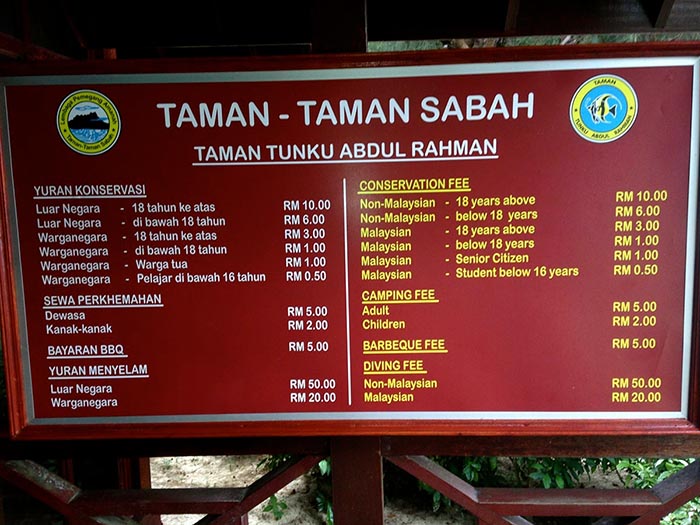 TAMAN - TAMAN SABAH
TAMAN TUNKU ABDUL RAHMAN
Lembaga Pemegang Amanah
Taman-Taman Sabah
TAMAN
TUNKU ABDUL RAHMAN
YURAN KONSERVASI
Luar Negara - 18 tahun ke atas RM 10.00
Luar Negara - di bawah 18 tahun RM 6.00
Warganegara - 18 tahun ke atas RM 3.00
Warganegara - di bawah 18 tahun RM 1.00
Warganegara - Warga tua RM 1.00
Warganegara - Pelajar di bawah 16 tahun RM 0.50
SEWA PERKHEMAHAN
Dewasa RM 5.00
Kanak-kanak RM 2.00
BAYARAN BBQ RM 5.00
YURAN MENYELAM
Luar Negara RM 50.00
Warganegara RM 20.00
CONSERVATION FEE
Non-Malaysian - 18 years above RM 10.00
Non-Malaysian - below 18 years RM 6.00
Malaysian - 18 years above RM 3.00
Malaysian - below 18 years RM 1.00
Malaysian - Senior Citizen RM 1.00
Malaysian - Student below 16 years RM 0.50
CAMPING FEE
Adult RM 5.00
Children RM 2.00
BARBEQUE FEE RM 5.00
DIVING FEE
Non-Malaysian RM 50.00
Malaysian RM 20.00